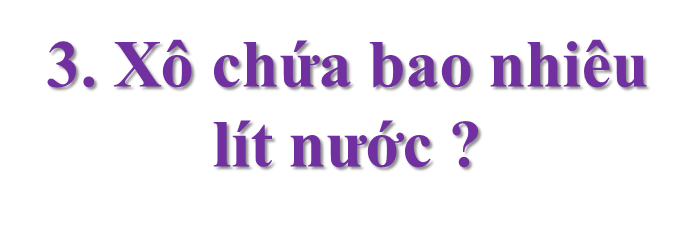 3. Xô chứa bao nhiêu
lít nước ?